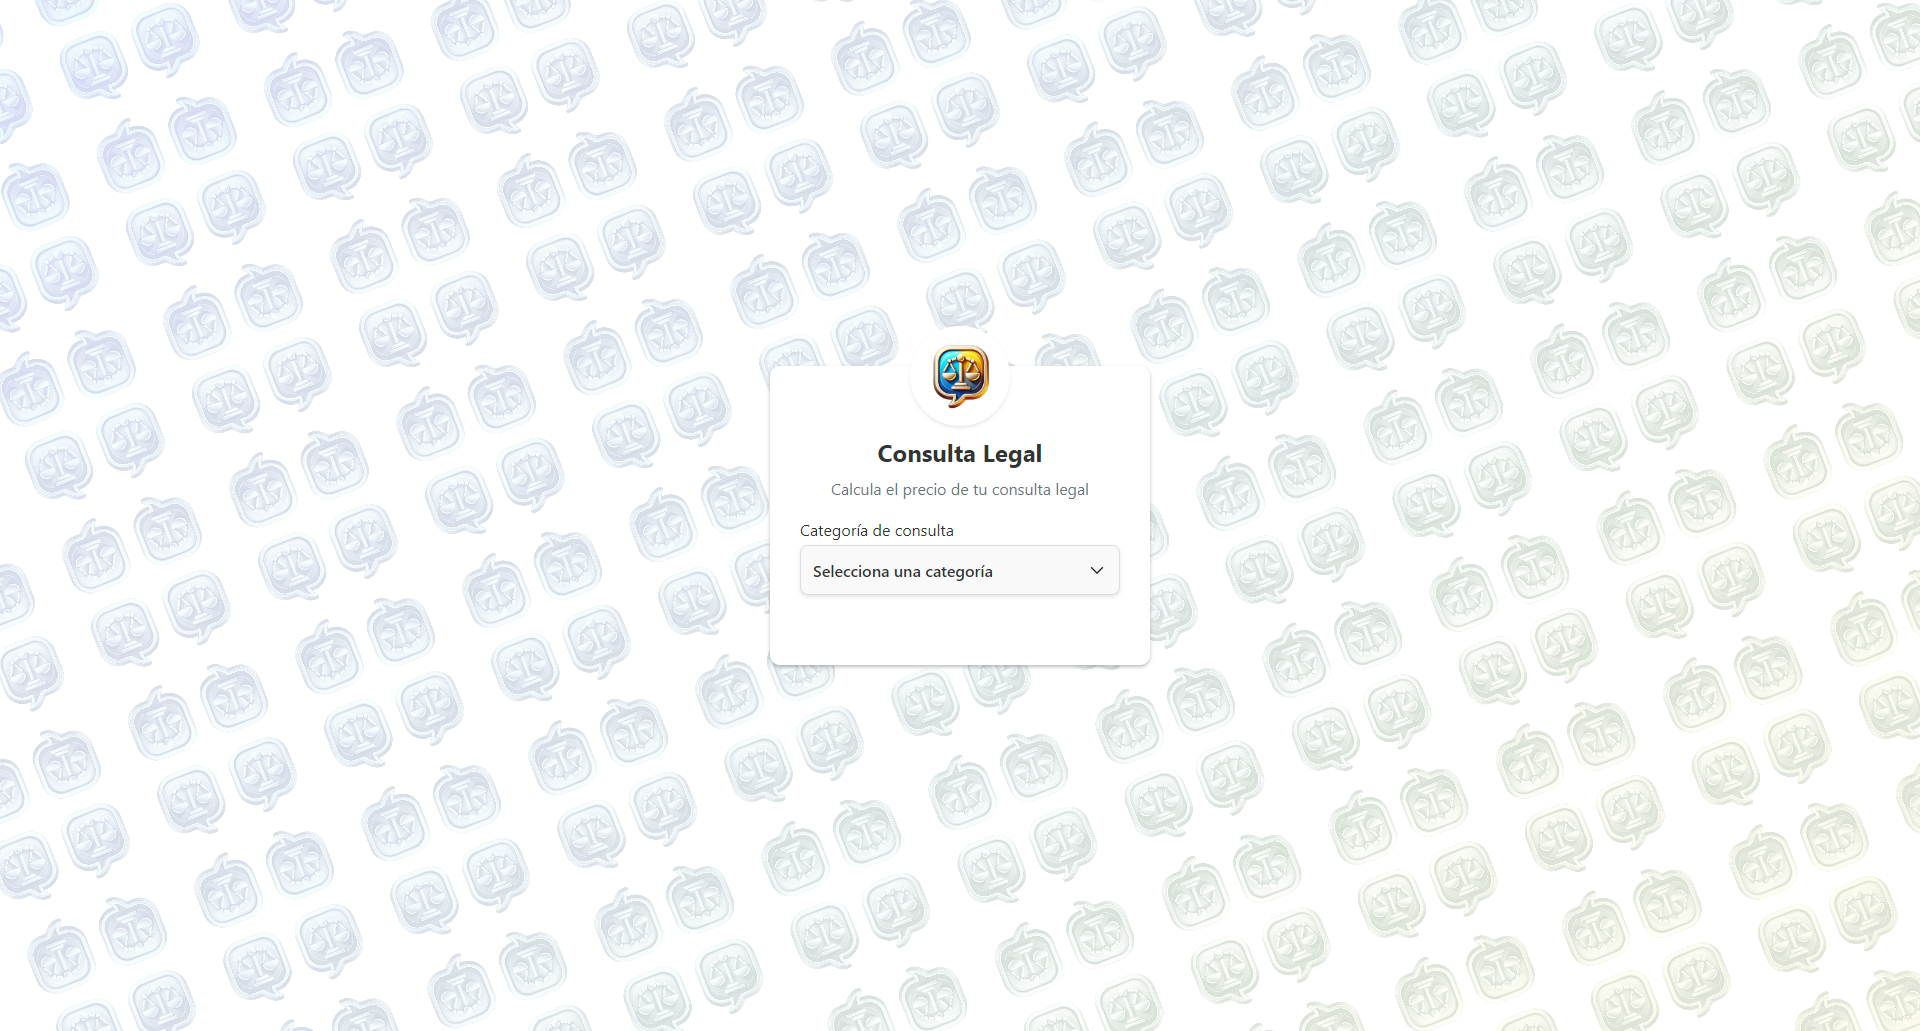 Consulta Legal
Calcula el precio de tu consulta legal
Categoría de consulta
Selecciona una categoría